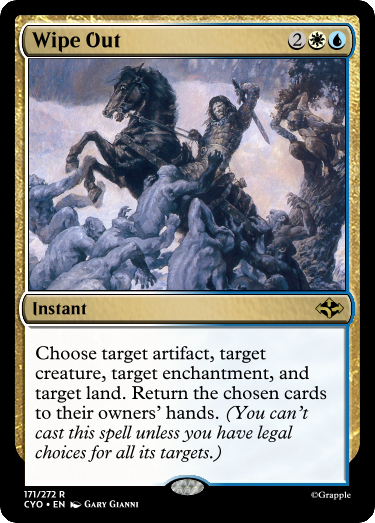 Wipe Out 2
Instant
Choose target artifact, target
creature, target enchantment, and
target land. Return the chosen cards
to their owners' hands. (You can't
cast this spell unless you have legal
choices for all its targets.)
171/272 R
CYO • EN Gary Gianni
©Grapple